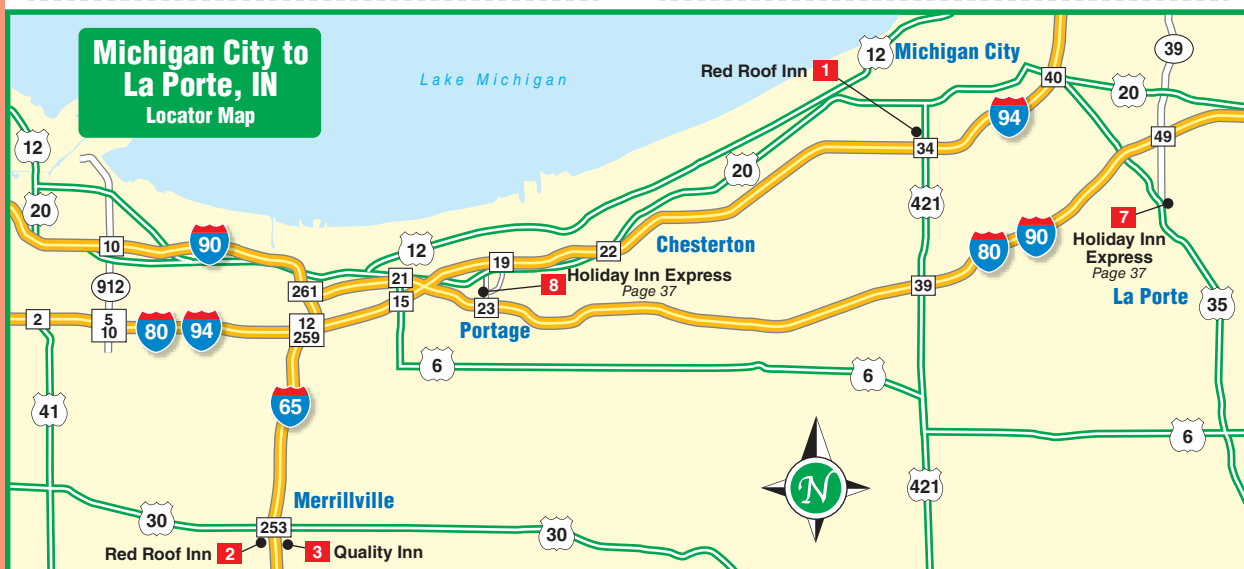 Michigan City to
La Porte, IN
Locator Map
Lake Michigan
12
Michigan City
39
Red Roof Inn 1
40
20
94
12
34
49
20
20
421
7
Holiday Inn
Express
Page 37
10
90
12
19
22
Chesterton
80
90
912
261
21
15
8 Holiday Inn Express
Page 37
23
39
La Porte
35
2
5
10
80
94
12
259
Portage
6
6
41
65
6
N
421
Merrillville
30
253
30
Red Roof Inn 2
3 Quality Inn